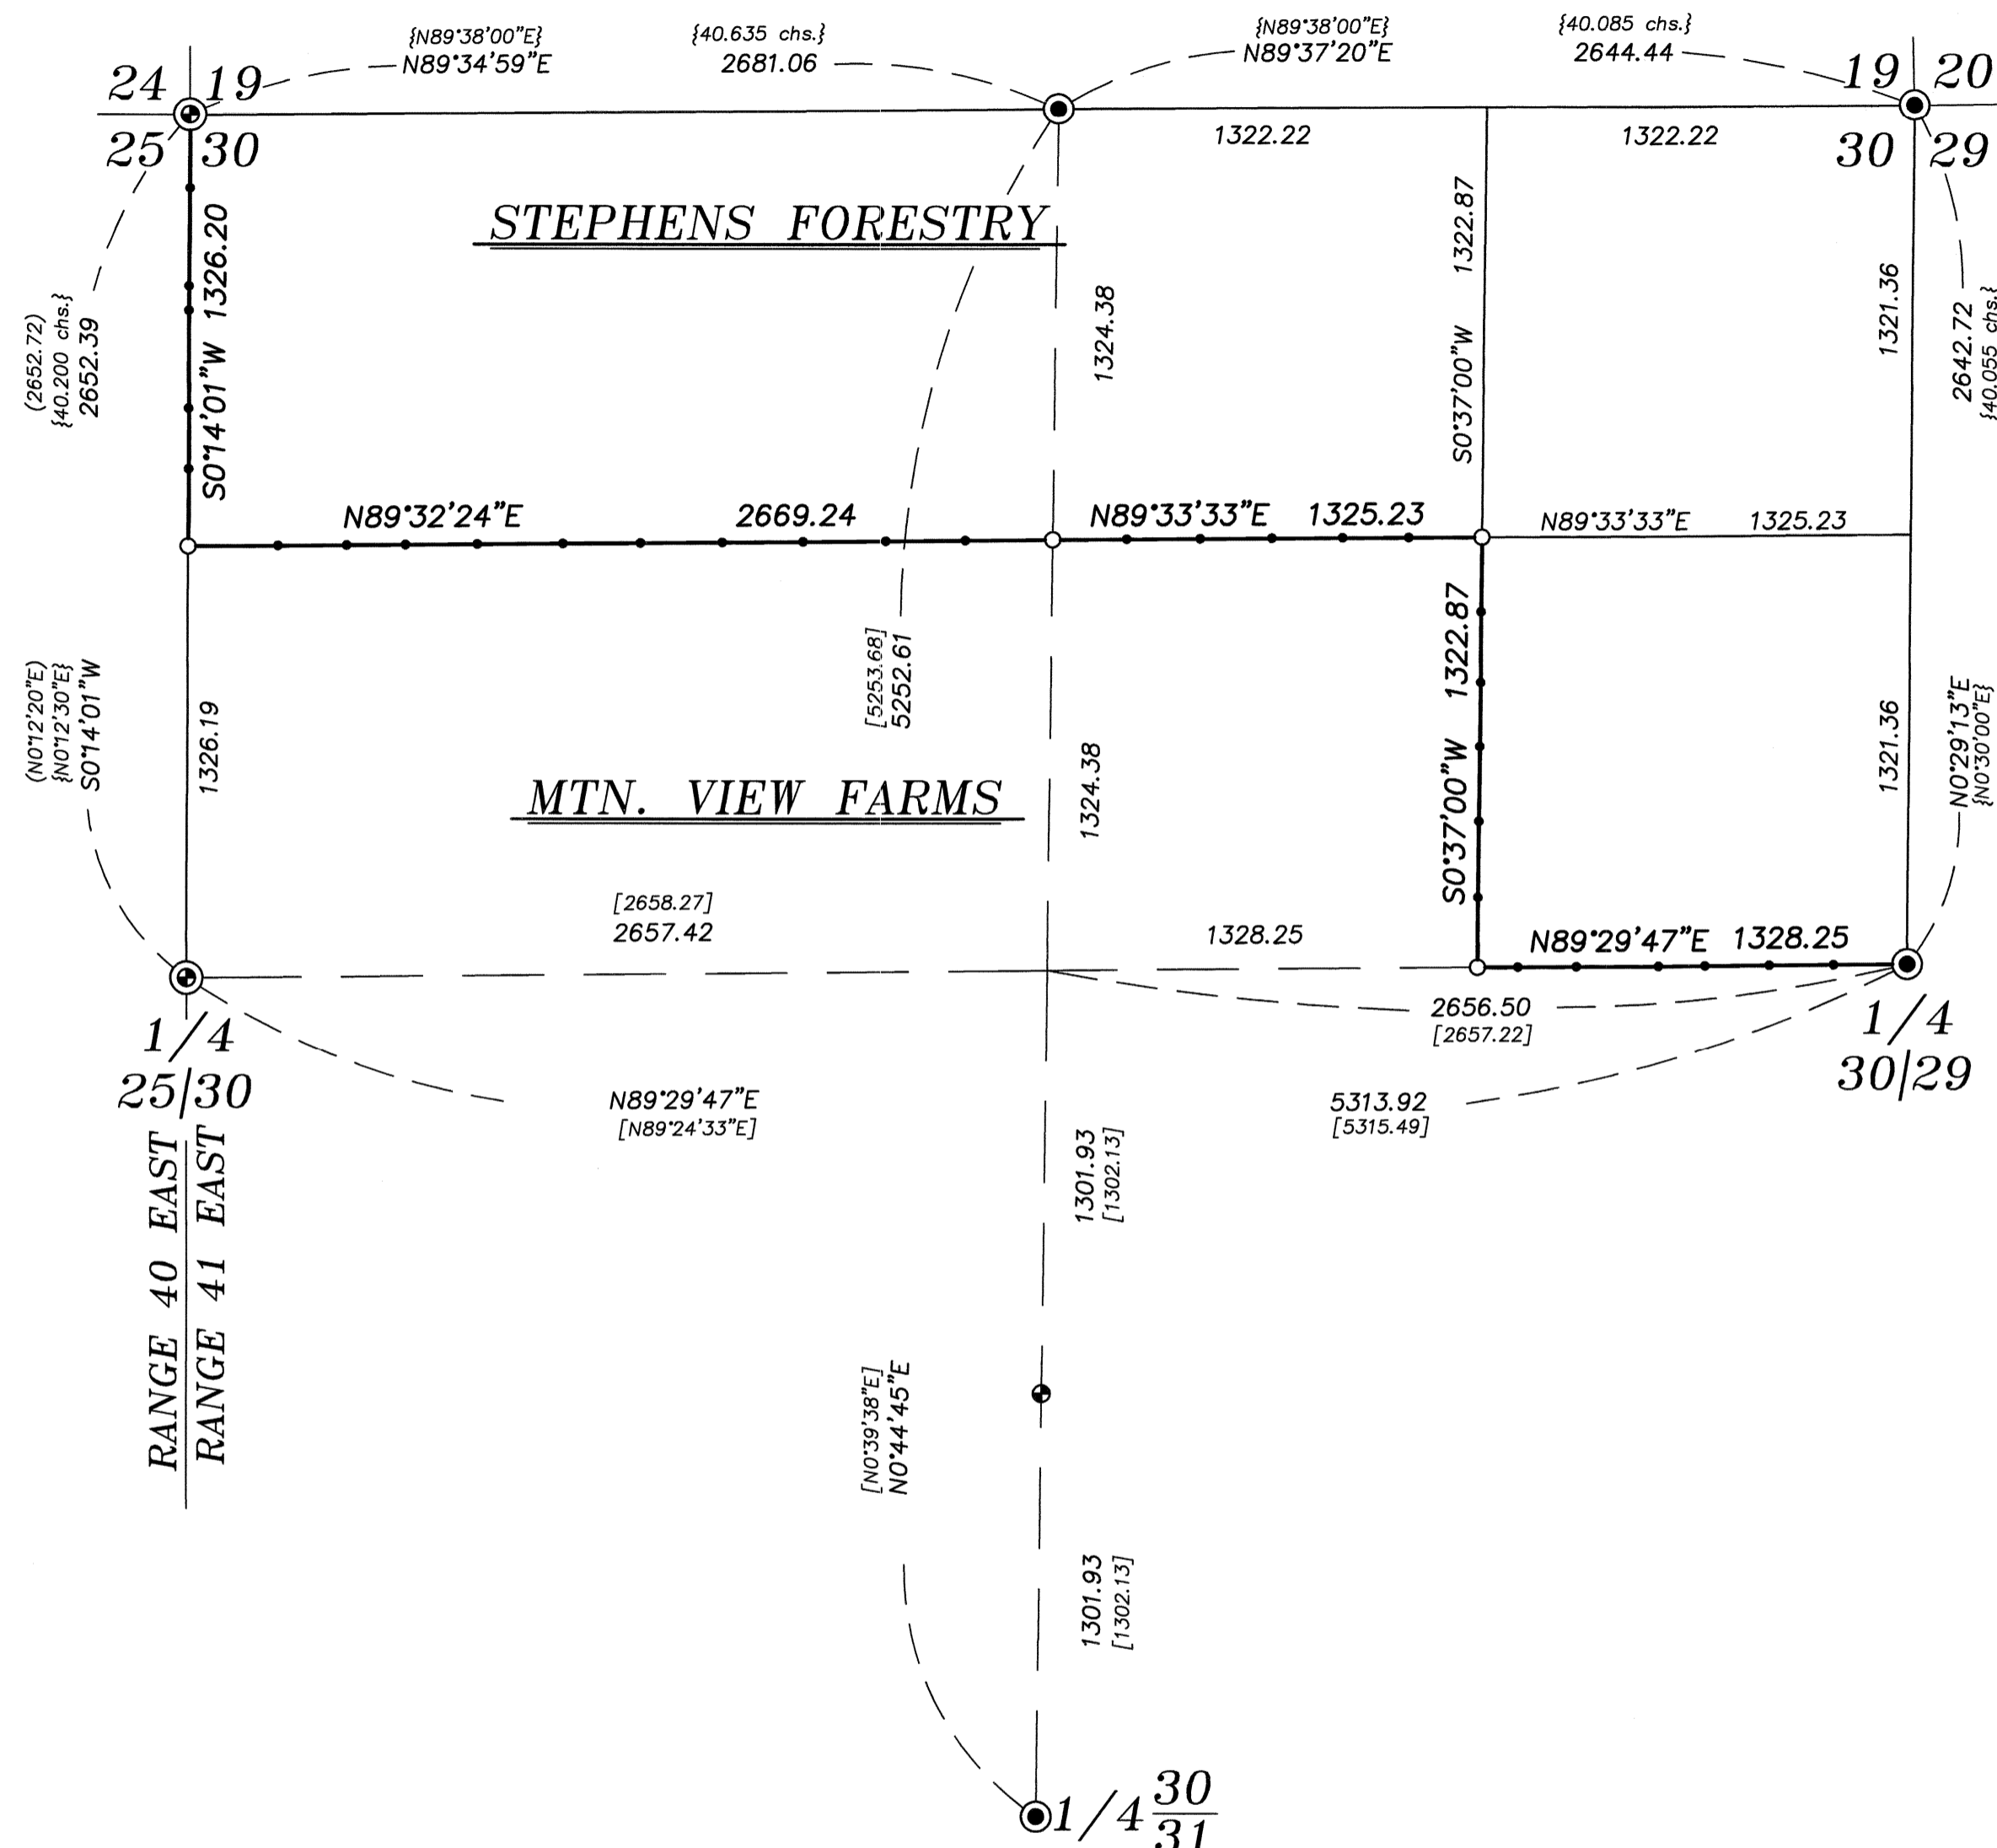 {N89°38'00"E}
N89°34'59"E
{40.635 chs.}
2681.06
{N89°38'00"E}
N89°37'20"E
{40.085 chs.}
2644.44
24 19
25 30
19 20
30 29
1322.22
1322.22
STEPHENS FORESTRY
(2652.72)
{40.200 chs.}
2652.39
S0°14'01"W 1326.20
1324.38
S0°37'00"W 1322.87
1321.36
2642.72
{40.055 chs.}
N89°32'24"E 2669.24
N89°33'33"E 1325.23
N89°33'33"E 1325.23
[5253.68]
5252.61
(N0°12'20"E)
{N0°12'30"E}
S0°14'01"W
1326.19
MTN. VIEW FARMS
1324.38
S0°37'00"W 1322.87
1321.36
N0°29'13"E
{N0°30'00"E}
[2658.27]
2657.42
1328.25
N89°29'47"E 1328.25
2656.50
[2657.22]
1/4
25/30
1/4
30/29
N89°29'47"E
[N89°24'33"E]
5313.92
[5315.49]
RANGE 40 EAST
RANGE 41 EAST
1301.93
[1302.13]
[N0°39'38"E]
N0°44'45"E
1301.93
[1302.13]
1/4 30
31